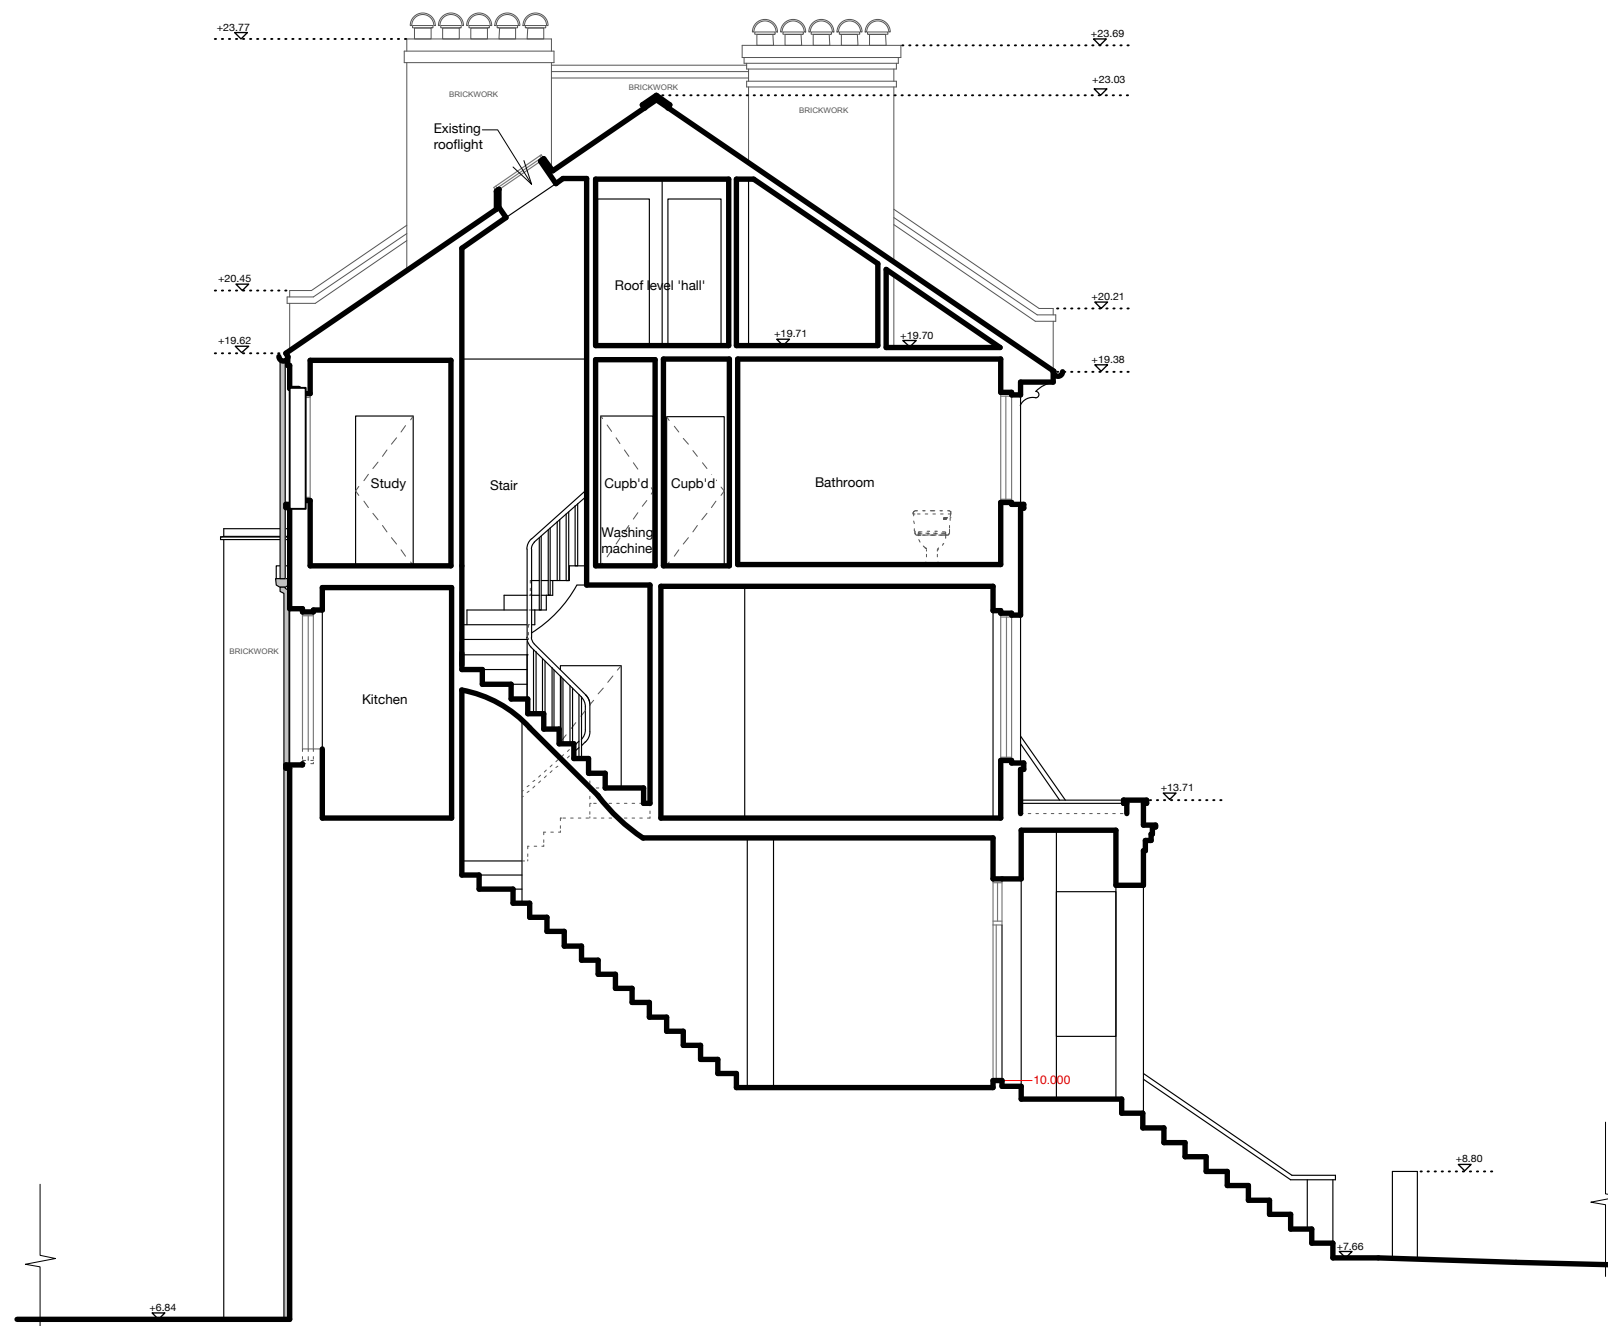 +23.77
+23.69
+23.03
BRICKWORK
BRICKWORK
BRICKWORK
Existing
rooflight
+20.45
Roof level 'hall'
+20.21
+19.62
+19.71
+19.70
+19.38
Study
Stair
Cupb'd
Cupb'd
Bathroom
Washing
machine
BRICKWORK
Kitchen
+13.71
10.000
+8.80
+7.66
+6.84